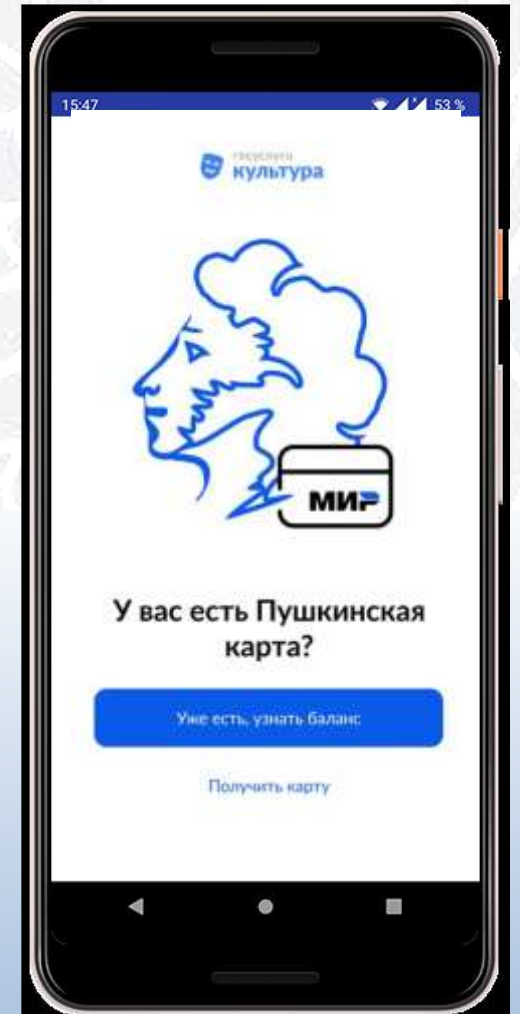 15:47
53 %
госуслуги
культура
МИР
У вас есть Пушкинская
карта?
Уже есть, узнать баланс
Получить карту